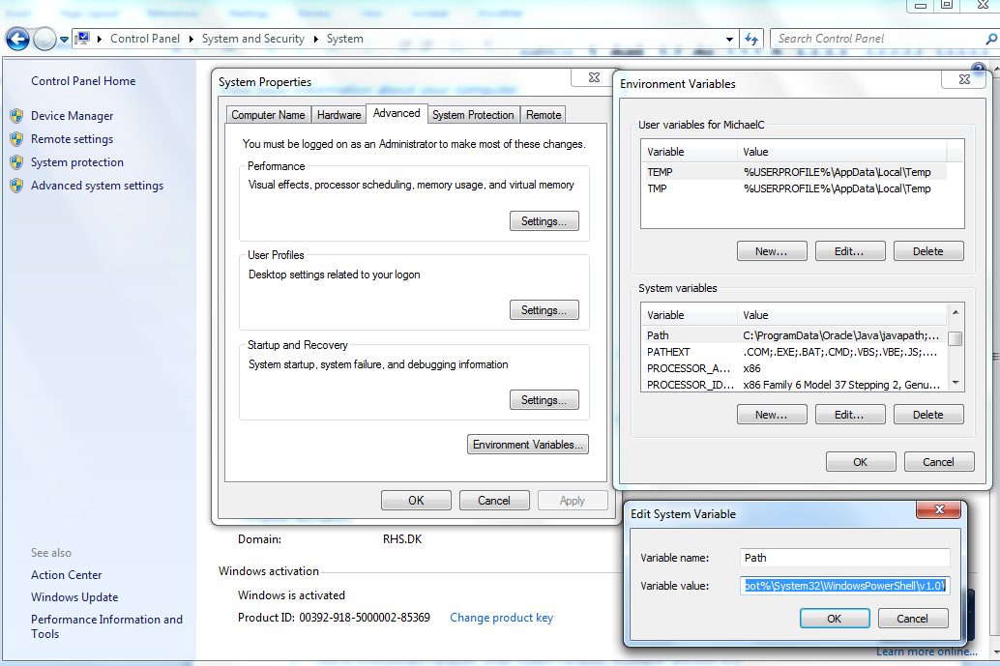 Control Panel
System and Security
System
Search Control Panel
Control Panel Home
Device Manager
Remote settings
System protection
Advanced system settings
See also
Action Center
Windows Update
Performance Information and
Tools
System Properties
Computer Name
Hardware
Advanced
System Protection
Remote
You must be logged on as an Administrator to make most of these changes.
Performance
Visual effects, processor scheduling, memory usage, and virtual memory
Settings...
User Profiles
Desktop settings related to your logon
Settings...
Startup and Recovery
System startup, system failure, and debugging information
Settings...
Environment Variables...
OK
Cancel
Apply
Domain:
RHS.DK
Windows activation
Windows is activated
Product ID: 00392-918-5000002-85369
Change product key
Environment Variables
User variables for MichaelC
Variable
Value
TEMP
%USERPROFILE%\AppData\Local\Temp
TMP
%USERPROFILE%\AppData\Local\Temp
New...
Edit...
Delete
System variables
Variable
Value
Path
C:\ProgramData\Oracle\Java\javapath;...
PATHEXT
.COM;.EXE;.BAT;.CMD;.VBS;.VBE;.JS;....
PROCESSOR_A...
x86
PROCESSOR_ID...
x86 Family 6 Model 37 Stepping 2, Genu...
New...
Edit...
Delete
OK
Cancel
Edit System Variable
Variable name:
Path
Variable value:
oot%\System32\WindowsPowerShell\v1.0\
OK
Cancel
Learn more online...